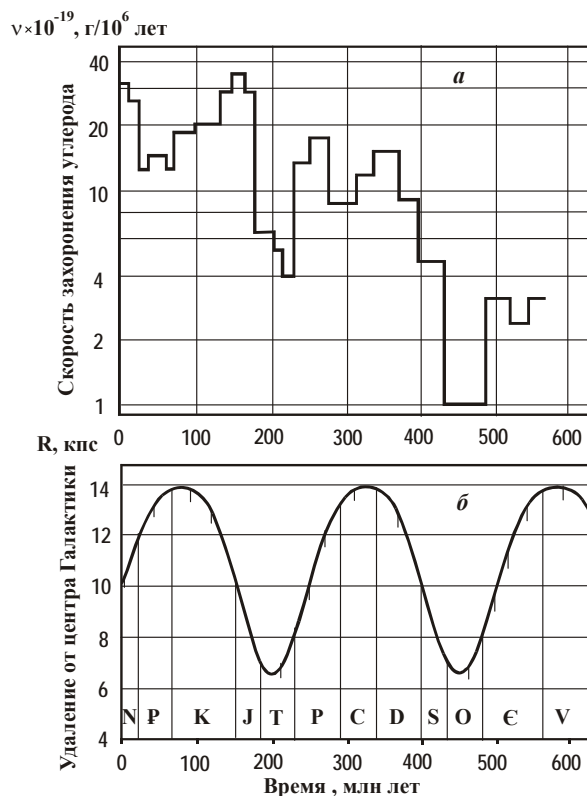 ν×10⁻¹⁹, г/10⁶ лет
Скорость захоронения углерода
40
20
10
4
2
1
а
0 100 200 300 400 500 600
R, кпс
Удаление от центра Галактики
14
12
10
8
6
4
б
N Ᵽ K J T P C D S O Є V
0 100 200 300 400 500 600
Время , млн лет